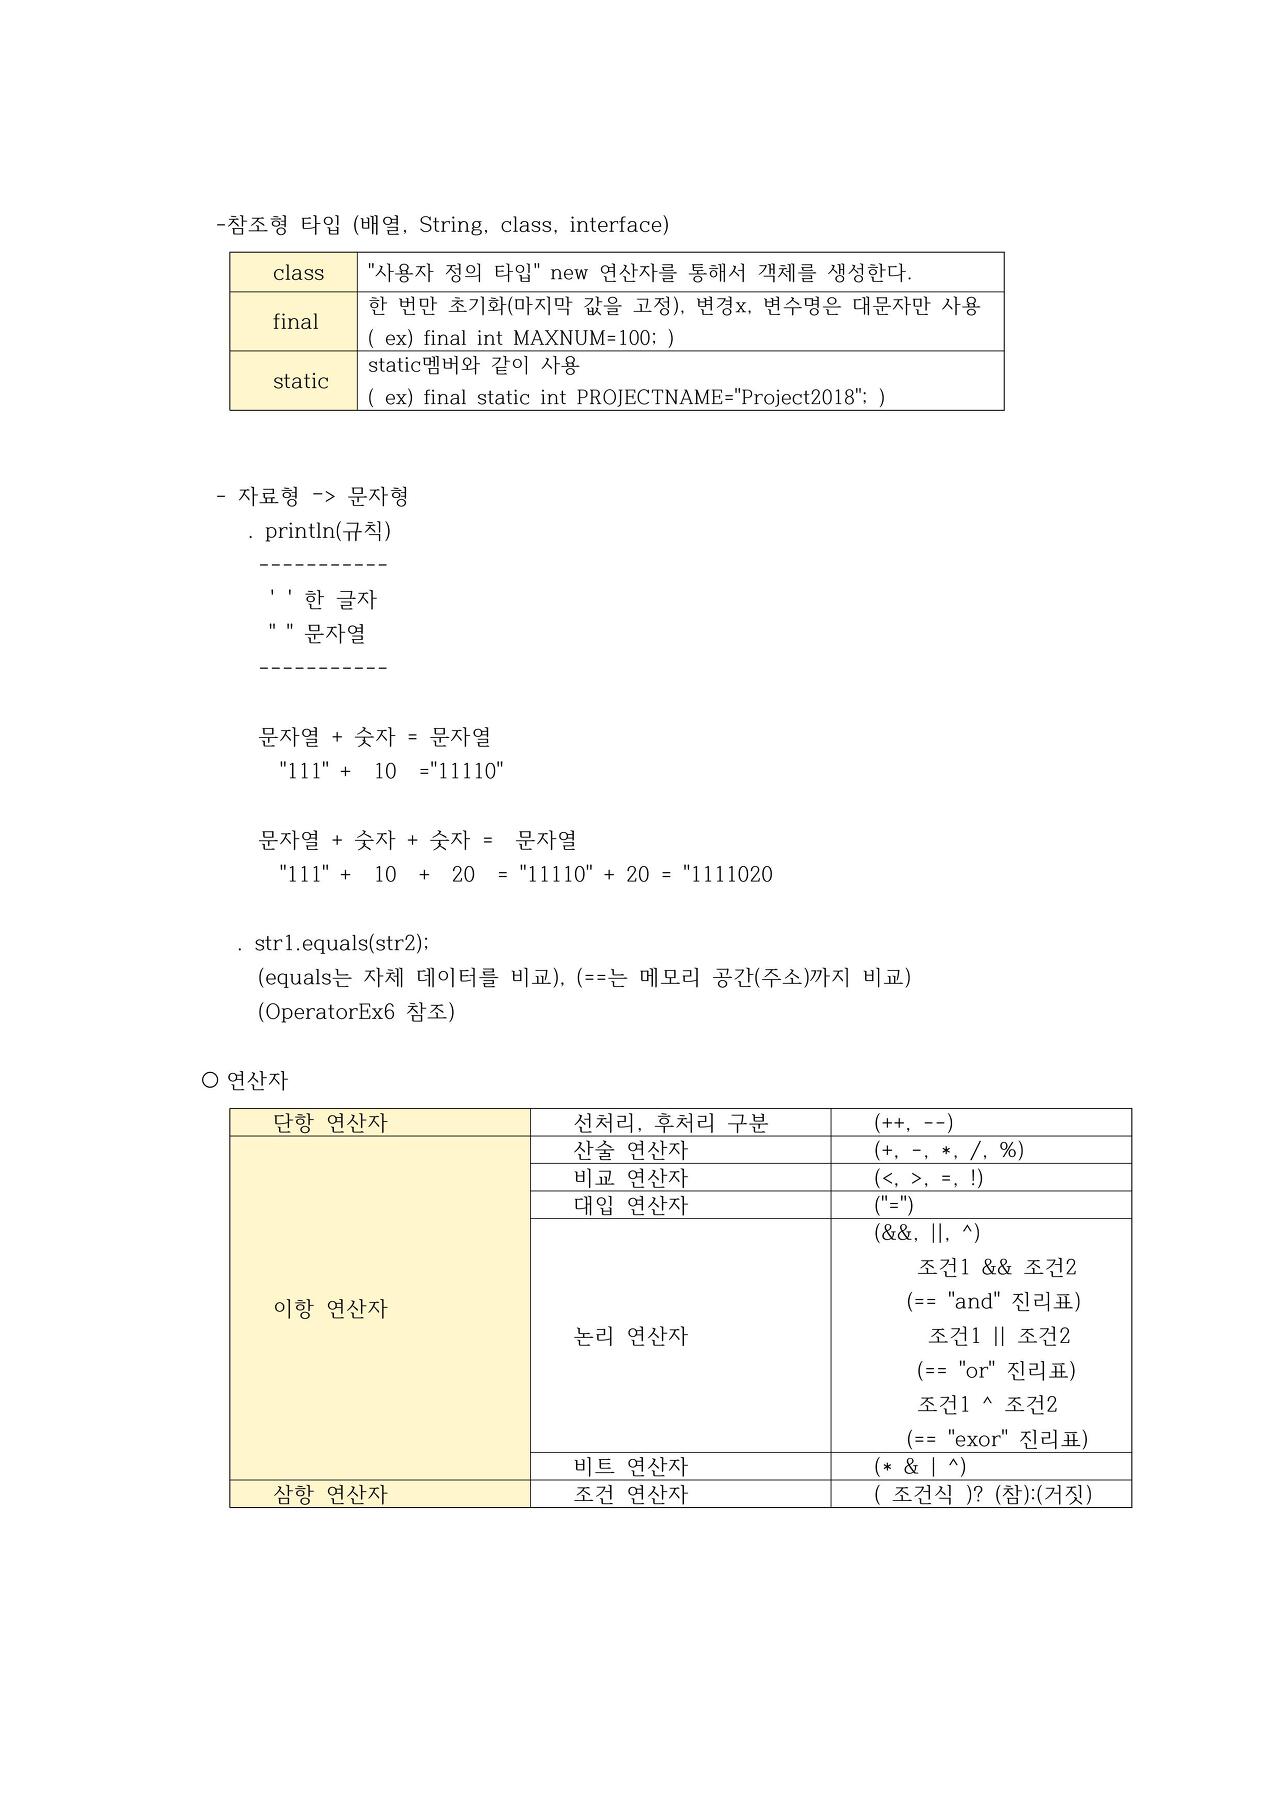 -참조형 타입 (배열, String, class, interface)
class
"사용자 정의 타입" new 연산자를 통해서 객체를 생성한다.
final
한 번만 초기화(마지막 값을 고정), 변경x, 변수명은 대문자만 사용
( ex) final int MAXNUM=100; )
static
static멤버와 같이 사용
( ex) final static int PROJECTNAME="Project2018"; )
- 자료형 -> 문자형
. println(규칙)
-----------
' ' 한 글자
" " 문자열
-----------
문자열 + 숫자 = 문자열
"111" + 10 ="11110"
문자열 + 숫자 + 숫자 = 문자열
"111" + 10 + 20 = "11110" + 20 = "1111020
. str1.equals(str2);
(equals는 자체 데이터를 비교), (==는 메모리 공간(주소)까지 비교)
(OperatorEx6 참조)
○ 연산자
단항 연산자 선처리, 후처리 구분 (++, --)
이항 연산자
산술 연산자 (+, -, *, /, %)
비교 연산자 (<, >, =, !)
대입 연산자 ("=")
논리 연산자
(&&, ||, ^)
조건1 && 조건2
(== "and" 진리표)
조건1 || 조건2
(== "or" 진리표)
조건1 ^ 조건2
(== "exor" 진리표)
비트 연산자 (* & | ^)
삼항 연산자 조건 연산자 ( 조건식 )? (참):(거짓)